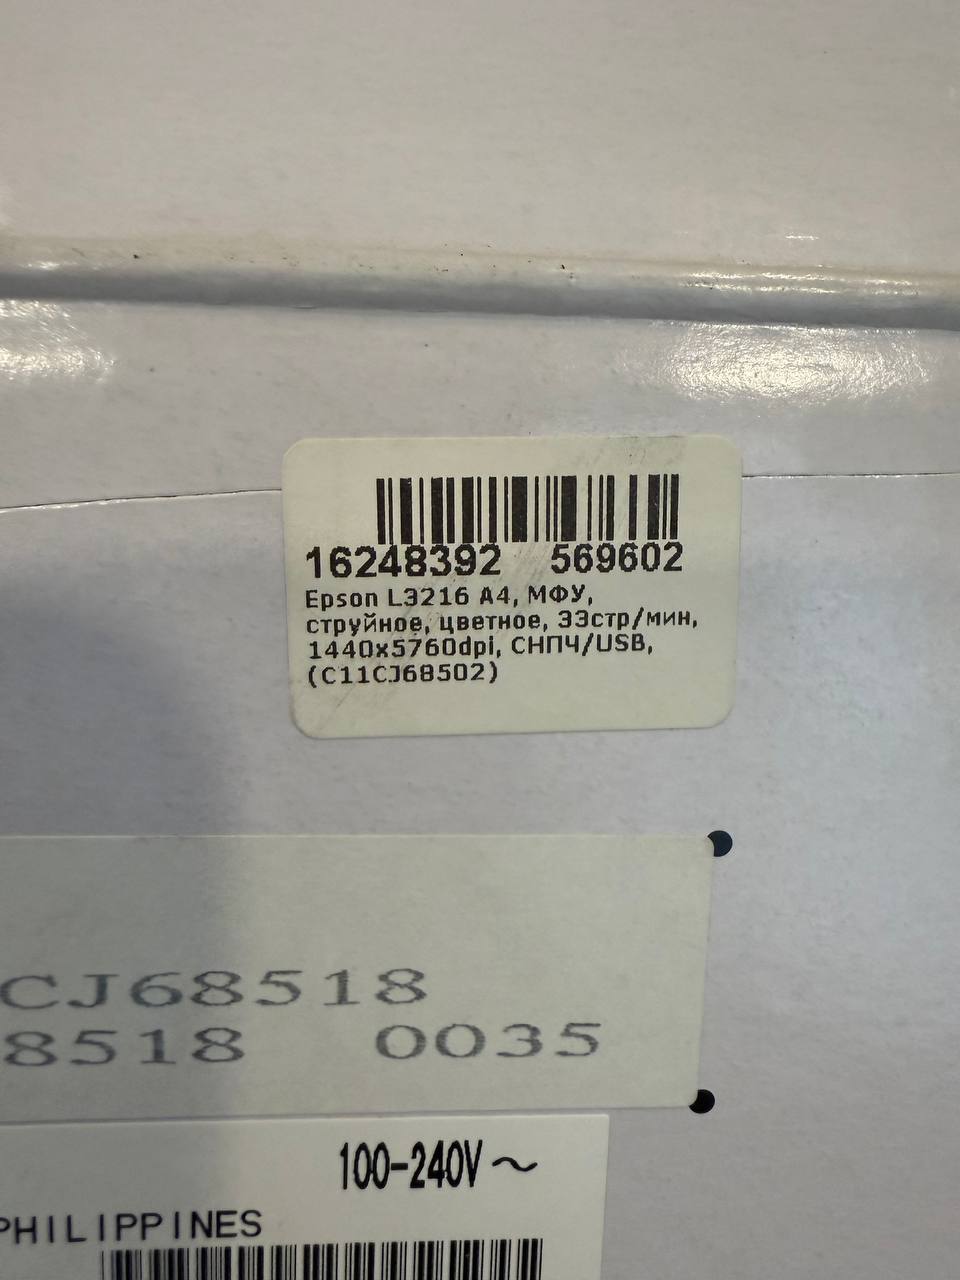 16248392 569602
Epson L3216 A4, МФУ,
струйное, цветное, 33стр/мин,
1440x5760dpi, СНПЧ/USB,
(C11CJ68502)
CJ68518
8518 0035
100-240V ~
PHILIPPINES